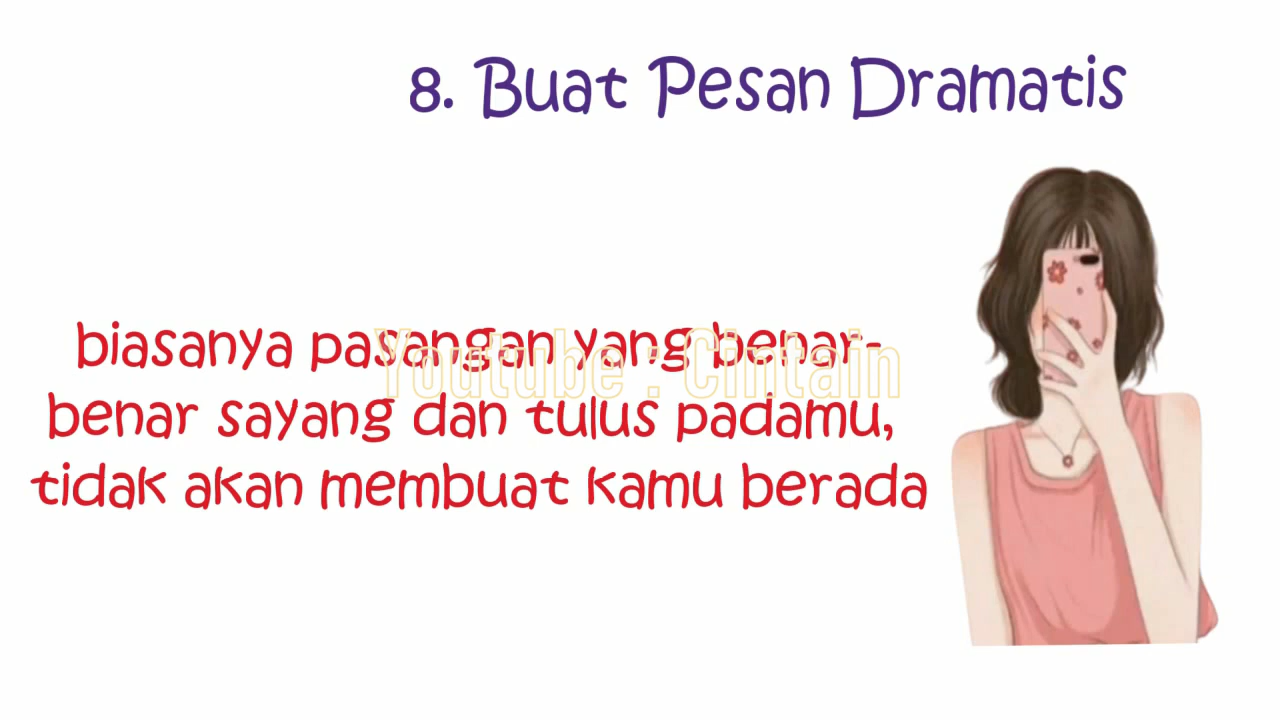 8. Buat Pesan Dramatis
biasanya pasangan yang benar-
Youtube : Cintain
benar sayang dan tulus padamu,
tidak akan membuat kamu berada